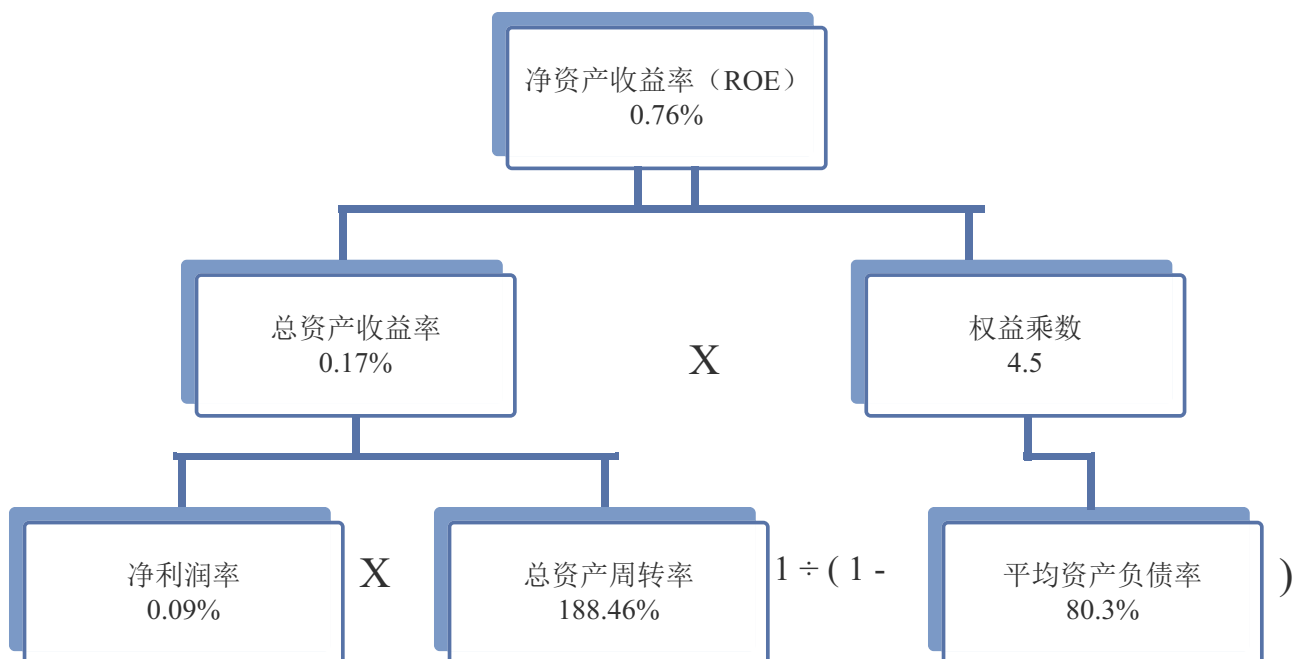 净资产收益率（ROE）
0.76%
总资产收益率
0.17%
X
权益乘数
4.5
净利润率
0.09%
X
总资产周转率
188.46%
1 ÷ ( 1 -
平均资产负债率
80.3%
)